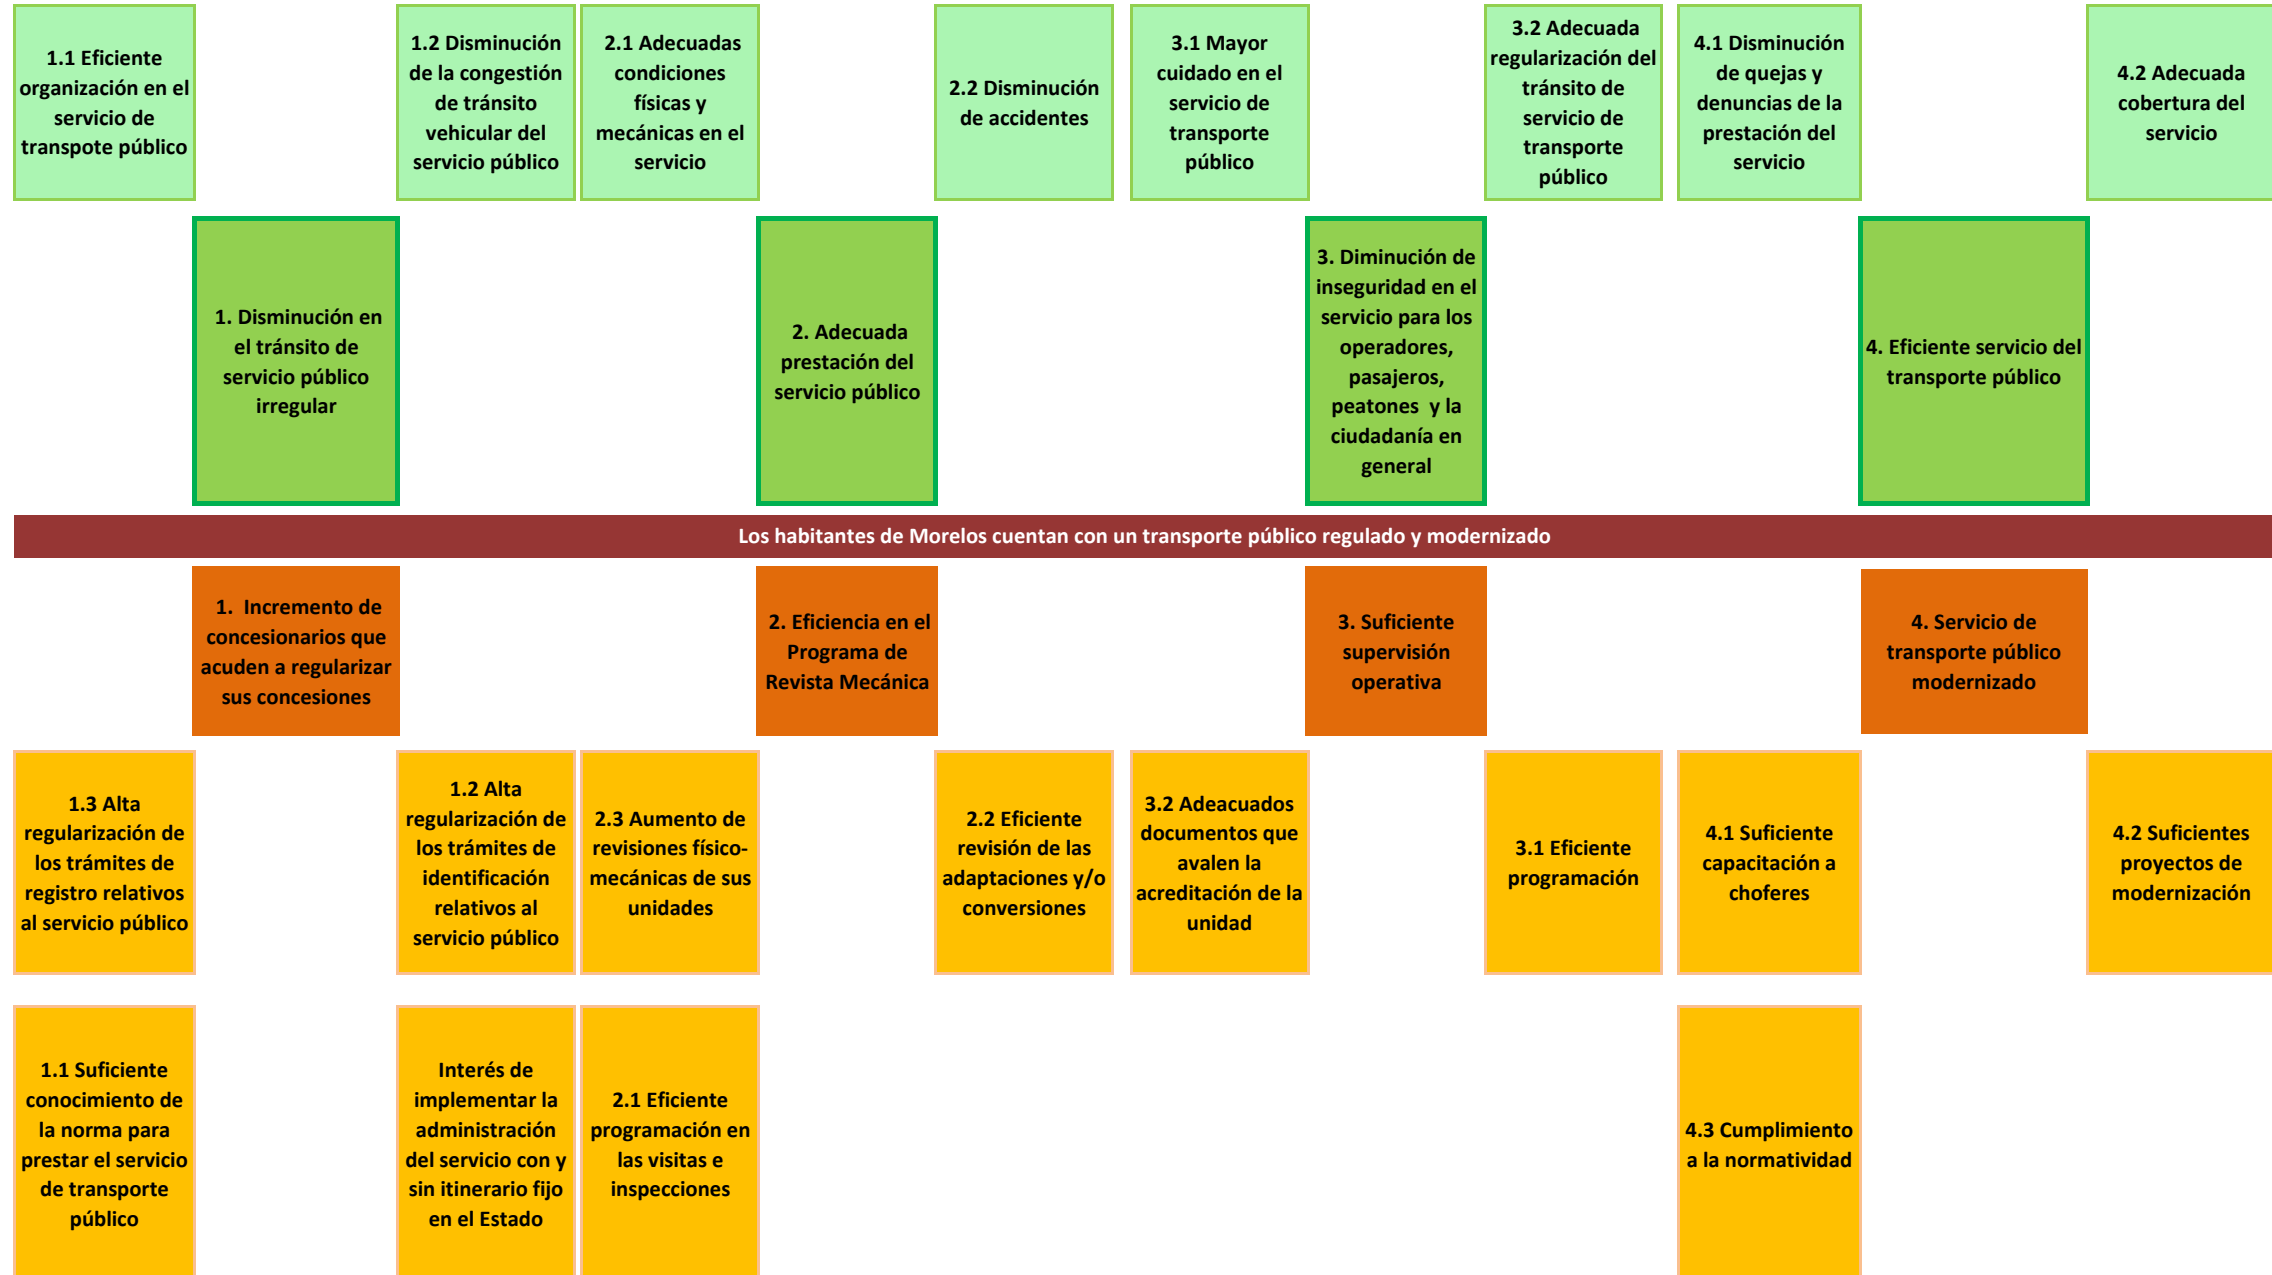 1.1 Eficiente
organización en el
servicio de
transpote público
1.2 Disminución
de la congestión
de tránsito
vehicular del
servicio público
2.1 Adecuadas
condiciones
físicas y
mecánicas en el
servicio
2.2 Disminución
de accidentes
3.1 Mayor
cuidado en el
servicio de
transporte
público
3.2 Adecuada
regularización del
tránsito de
servicio de
transporte
público
4.1 Disminución
de quejas y
denuncias de la
prestación del
servicio
4.2 Adecuada
cobertura del
servicio
1. Disminución en
el tránsito de
servicio público
irregular
2. Adecuada
prestación del
servicio público
3. Diminución de
inseguridad en el
servicio para los
operadores,
pasajeros,
peatones y la
ciudadanía en
general
4. Eficiente servicio del
transporte público
Los habitantes de Morelos cuentan con un transporte público regulado y modernizado
1. Incremento de
concesionarios que
acuden a regularizar
sus concesiones
2. Eficiencia en el
Programa de
Revista Mecánica
3. Suficiente
supervisión
operativa
4. Servicio de
transporte público
modernizado
1.3 Alta
regularización de
los trámites de
registro relativos
al servicio público
1.2 Alta
regularización de
los trámites de
identificación
relativos al
servicio público
2.3 Aumento de
revisiones físico-
mecánicas de sus
unidades
2.2 Eficiente
revisión de las
adaptaciones y/o
conversiones
3.2 Adeacuados
documentos que
avalen la
acreditación de la
unidad
3.1 Eficiente
programación
4.1 Suficiente
capacitación a
choferes
4.2 Suficientes
proyectos de
modernización
1.1 Suficiente
conocimiento de
la norma para
prestar el servicio
de transporte
público
Interés de
implementar la
administración
del servicio con y
sin itinerario fijo
en el Estado
2.1 Eficiente
programación en
las visitas e
inspecciones
4.3 Cumplimiento
a la normatividad